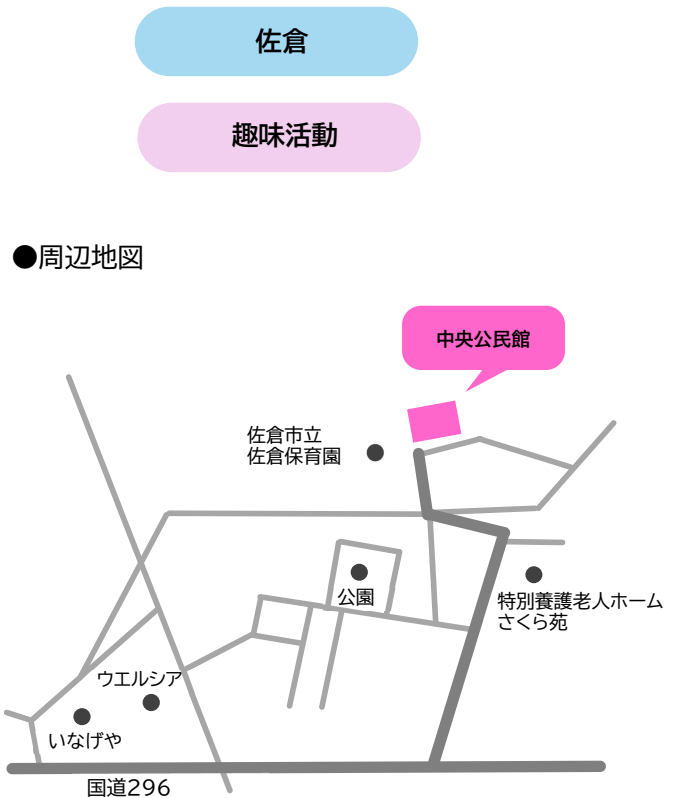 佐倉
趣味活動
●周辺地図
中央公民館
佐倉市立
佐倉保育園
公園
特別養護老人ホーム
さくら苑
ウエルシア
いなげや
国道296